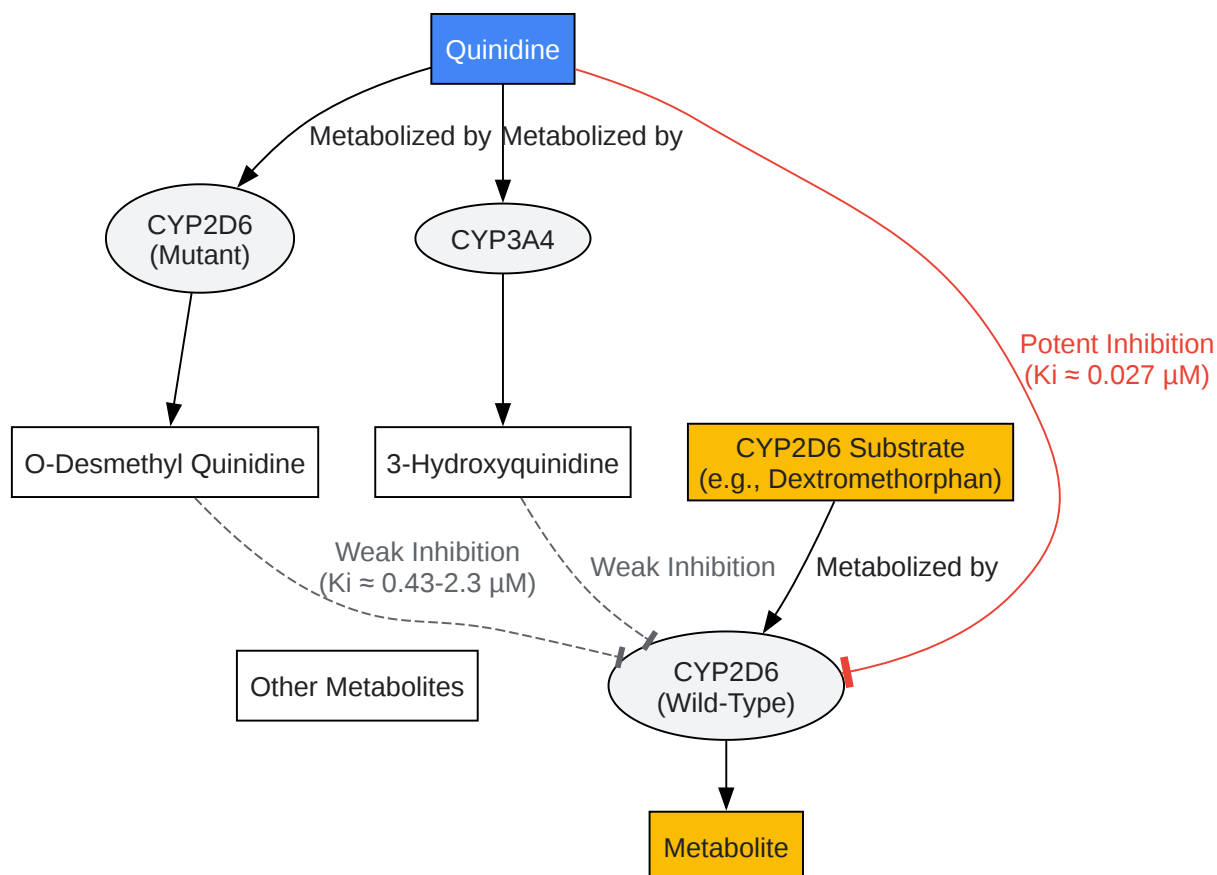 Quinidine
Metabolized by
Metabolized by
CYP2D6
(Mutant)
CYP3A4
Potent Inhibition
(Ki ≈ 0.027 µM)
O-Desmethyl Quinidine
3-Hydroxyquinidine
CYP2D6 Substrate
(e.g., Dextromethorphan)
Weak Inhibition
(Ki ≈ 0.43-2.3 µM)
Weak Inhibition
Metabolized by
Other Metabolites
CYP2D6
(Wild-Type)
Metabolite